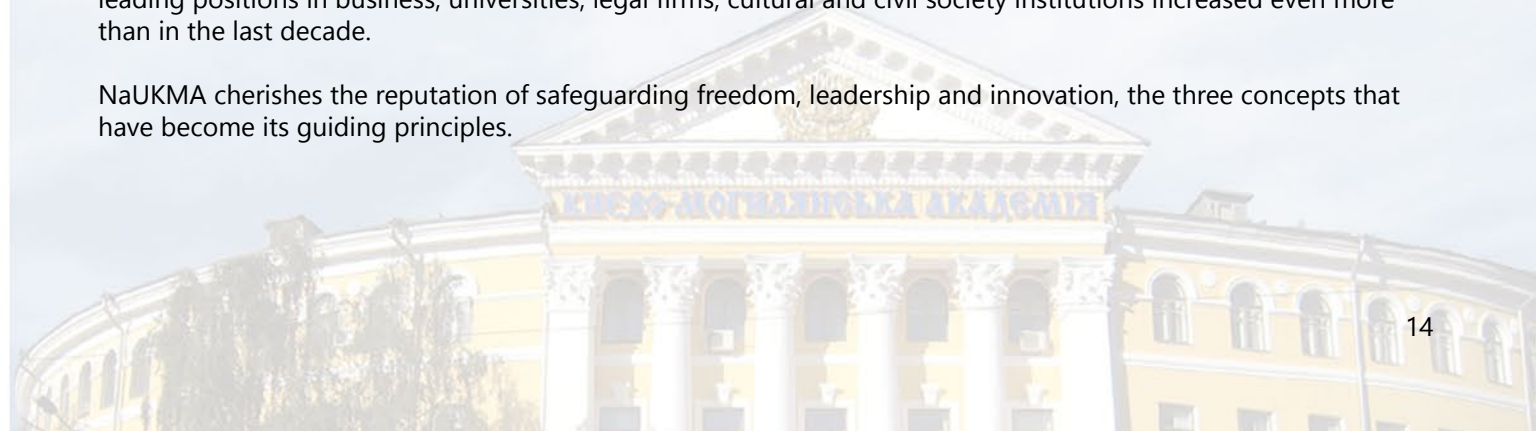 leading positions in business, universities, legal firms, cultural and civil society institutions increased even more
than in the last decade.
NaUKMA cherishes the reputation of safeguarding freedom, leadership and innovation, the three concepts that
have become its guiding principles.
КИЄВО-МОГИЛЯНСЬКА АКАДЕМІЯ
14